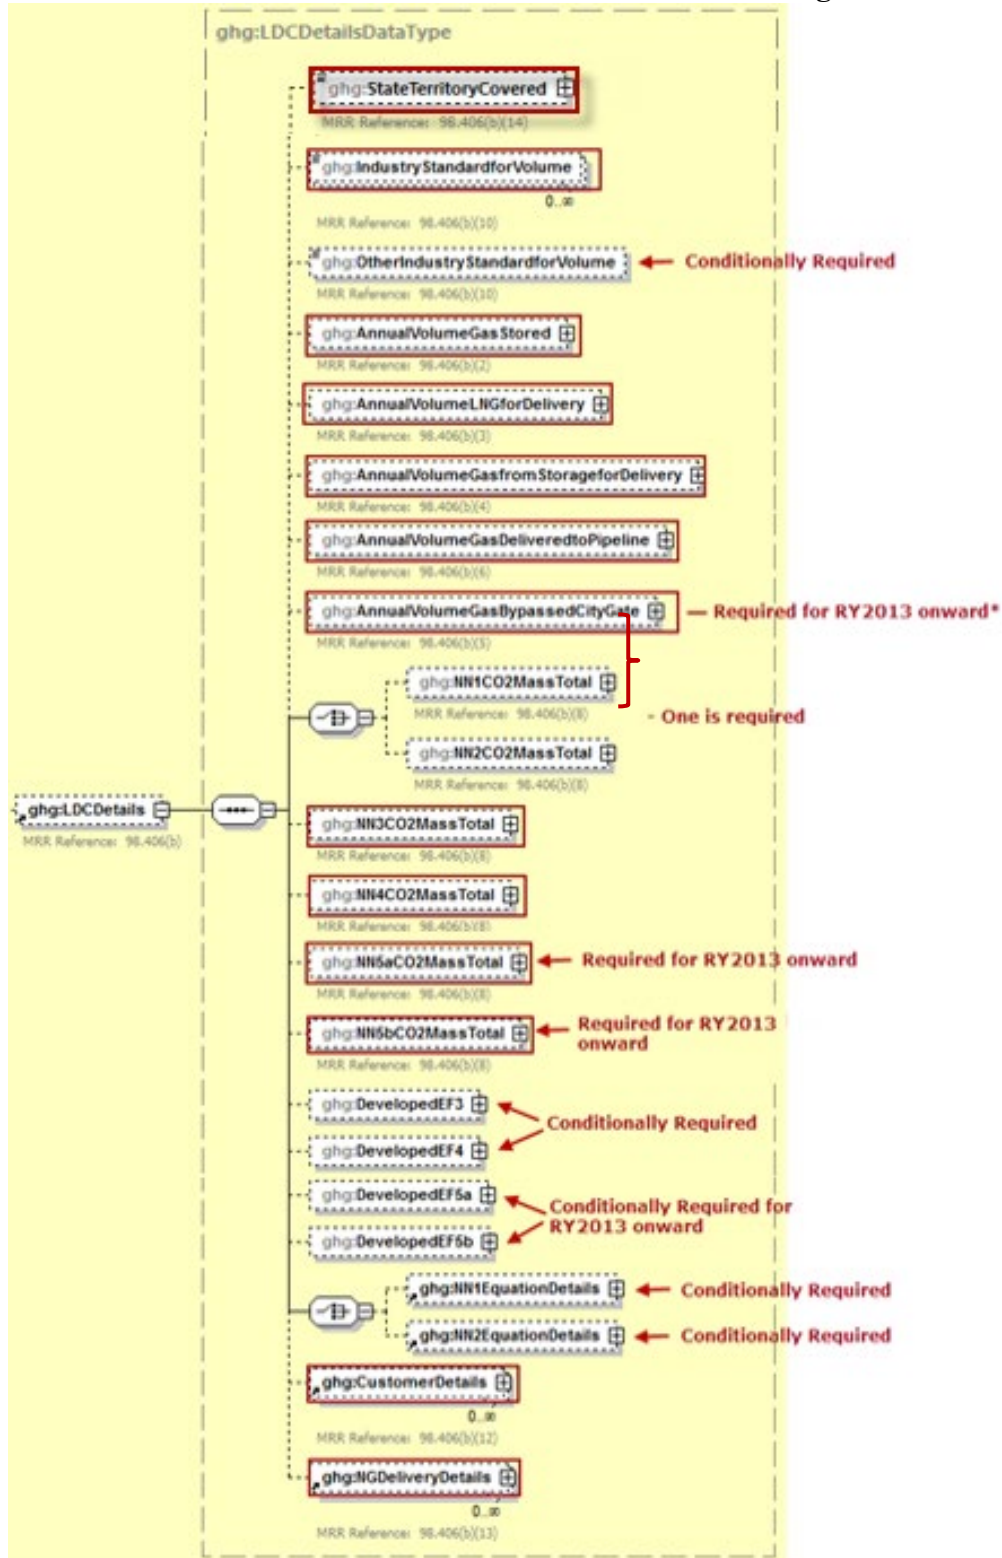 ghg:LDCDetailsDataType
ghg:StateTerritoryCovered
MRR Reference: 98.406(b)(14)
ghg:IndustryStandardforVolume
0..∞
MRR Reference: 98.406(b)(10)
ghg:OtherIndustryStandardforVolume
Conditionally Required
MRR Reference: 98.406(b)(10)
ghg:AnnualVolumeGasStored
MRR Reference: 98.406(b)(2)
ghg:AnnualVolumeLNGforDelivery
MRR Reference: 98.406(b)(3)
ghg:AnnualVolumeGasfromStorageforDelivery
MRR Reference: 98.406(b)(4)
ghg:AnnualVolumeGasDeliveredtoPipeline
MRR Reference: 98.406(b)(6)
ghg:AnnualVolumeGasBypassedCityGate
Required for RY2013 onward*
MRR Reference: 98.406(b)(5)
ghg:NN1CO2MassTotal
MRR Reference: 98.406(b)(8)
- One is required
ghg:NN2CO2MassTotal
MRR Reference: 98.406(b)(8)
ghg:LDCDetails
MRR Reference: 98.406(b)
ghg:NN3CO2MassTotal
MRR Reference: 98.406(b)(8)
ghg:NN4CO2MassTotal
MRR Reference: 98.406(b)(8)
ghg:NN5aCO2MassTotal
Required for RY2013 onward
MRR Reference: 98.406(b)(8)
ghg:NN5bCO2MassTotal
Required for RY2013
onward
MRR Reference: 98.406(b)(8)
ghg:DevelopedEF3
Conditionally Required
ghg:DevelopedEF4
ghg:DevelopedEF5a
Conditionally Required for
RY2013 onward
ghg:DevelopedEF5b
ghg:NN1EquationDetails
Conditionally Required
ghg:NN2EquationDetails
Conditionally Required
ghg:CustomerDetails
0..∞
MRR Reference: 98.406(b)(12)
ghg:NGDeliveryDetails
0..∞
MRR Reference: 98.406(b)(13)